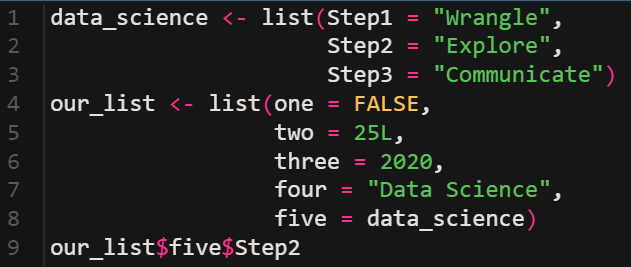 1 data_science <- list(Step1 = "Wrangle",
2 Step2 = "Explore",
3 Step3 = "Communicate")
4 our_list <- list(one = FALSE,
5 two = 25L,
6 three = 2020,
7 four = "Data Science",
8 five = data_science)
9 our_list$five$Step2